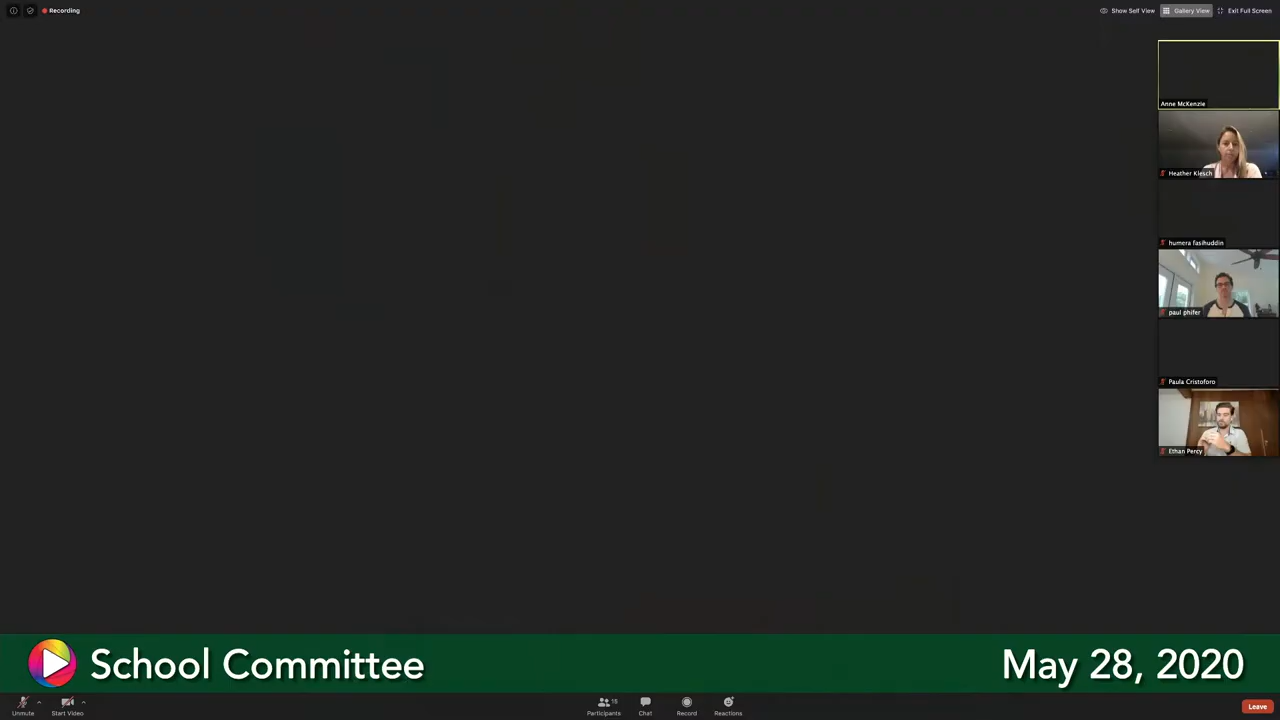 Recording
Show Self View
Gallery View
Exit Full Screen
Anne McKenzie
Heather Klesch
humera fasihuddin
paul phifer
Paula Cristoforo
Ethan Percy
School Committee
May 28, 2020
Unmute
Start Video
Participants
Chat
Record
Reactions
Leave